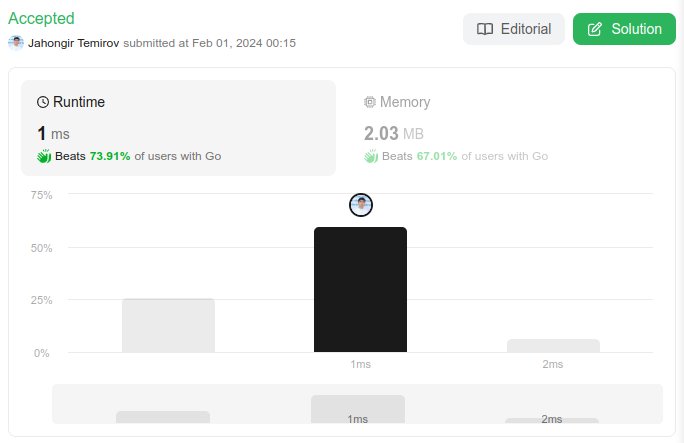 Accepted
Jahongir Temirov submitted at Feb 01, 2024 00:15
Editorial
Solution
Runtime
1 ms
Beats 73.91% of users with Go
Memory
2.03 MB
Beats 67.01% of users with Go
75%
50%
25%
0%
1ms
2ms
1ms
2ms